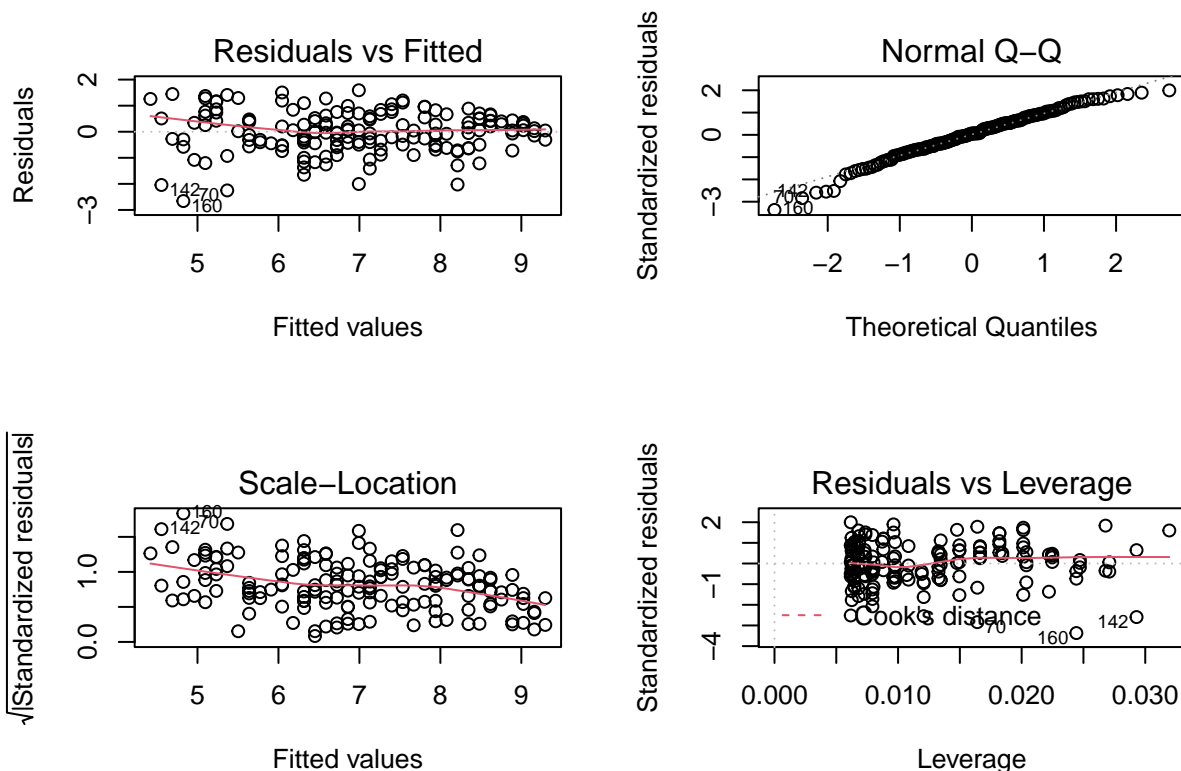 Residuals vs Fitted
Residuals
2
0
−3
142
70
160
5 6 7 8 9
Fitted values
Normal Q−Q
Standardized residuals
2
0
−3
142
70
160
−2 −1 0 1 2
Theoretical Quantiles
Scale−Location
√|Standardized residuals|
1.0
0.0
160
142
70
5 6 7 8 9
Fitted values
Residuals vs Leverage
Standardized residuals
2
−1
−4
Cook's distance
70
160
142
0.000 0.010 0.020 0.030
Leverage